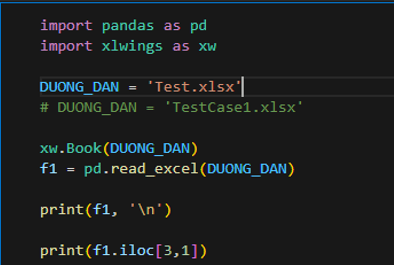 import pandas as pd
import xlwings as xw
DUONG_DAN = 'Test.xlsx'
# DUONG_DAN = 'TestCase1.xlsx'
xw.Book(DUONG_DAN)
f1 = pd.read_excel(DUONG_DAN)
print(f1, '\n')
print(f1.iloc[3,1])